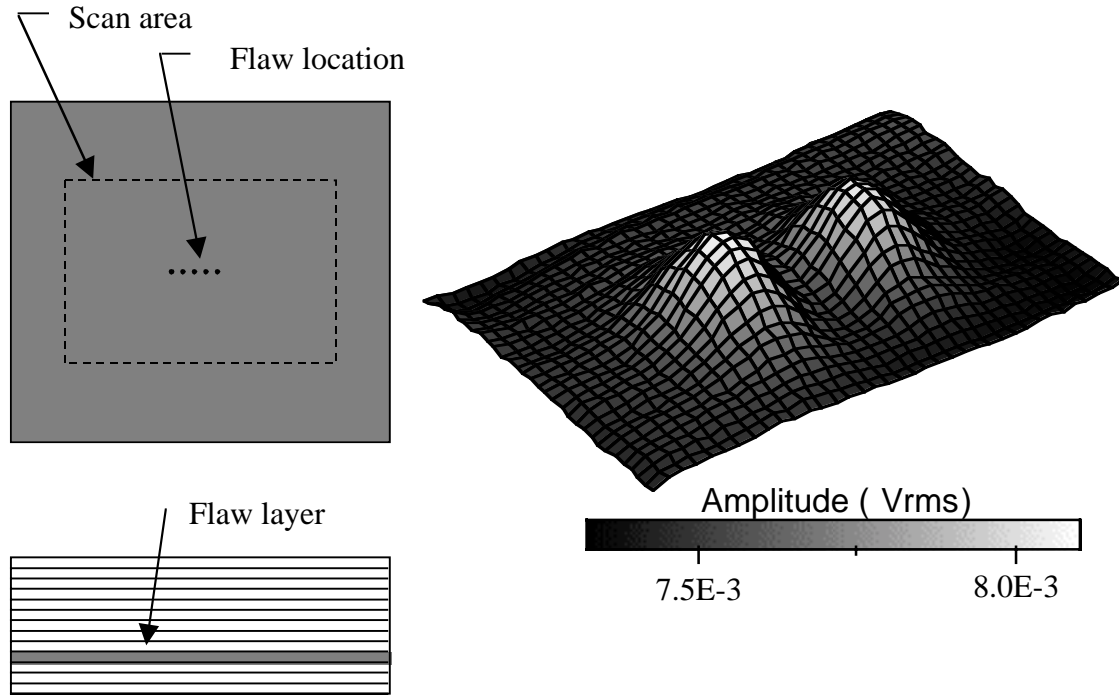 Scan area
Flaw location
Flaw layer
Amplitude ( Vrms)
7.5E-3
8.0E-3